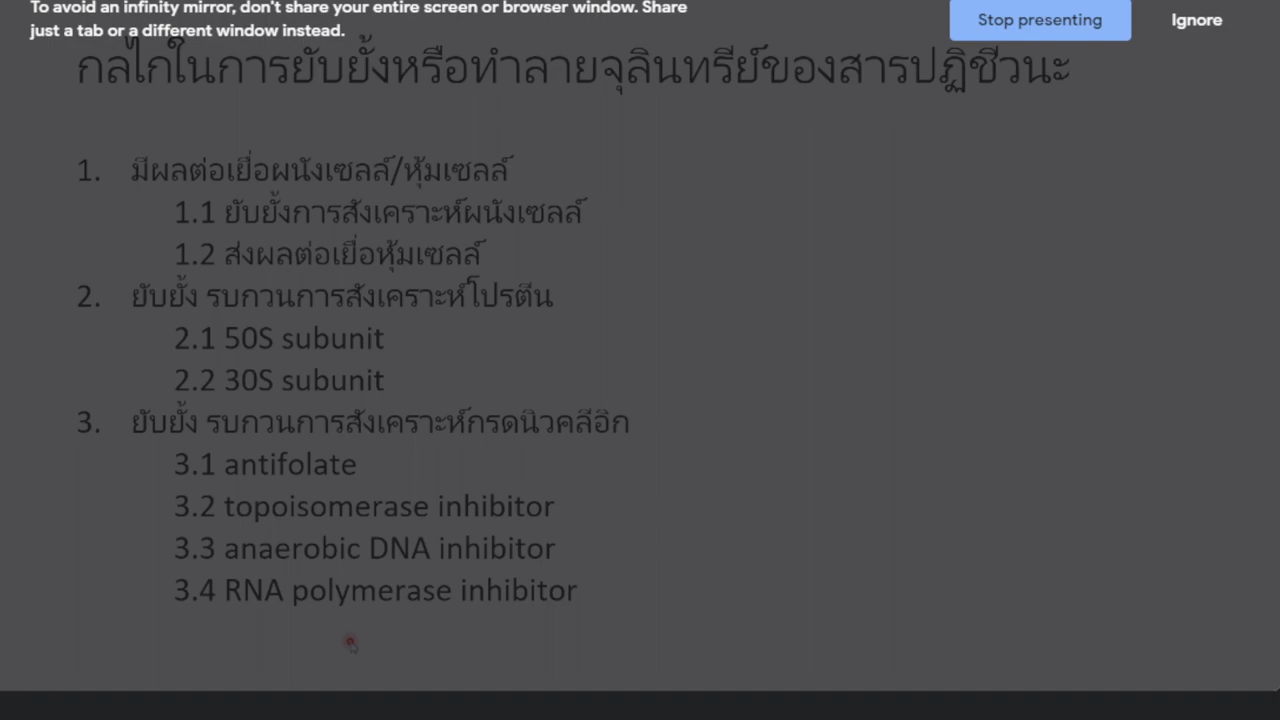 To avoid an infinity mirror, don't share your entire screen or browser window. Share
just a tab or a different window instead.
Stop presenting
Ignore
กลไกในการยับยั้งหรือทำลายจุลินทรีย์ของสารปฏิชีวนะ
1. มีผลต่อเยื่อผนังเซลล์/หุ้มเซลล์
1.1 ยับยั้งการสังเคราะห์ผนังเซลล์
1.2 ส่งผลต่อเยื่อหุ้มเซลล์
2. ยับยั้ง รบกวนการสังเคราะห์โปรตีน
2.1 50S subunit
2.2 30S subunit
3. ยับยั้ง รบกวนการสังเคราะห์กรดนิวคลีอิก
3.1 antifolate
3.2 topoisomerase inhibitor
3.3 anaerobic DNA inhibitor
3.4 RNA polymerase inhibitor